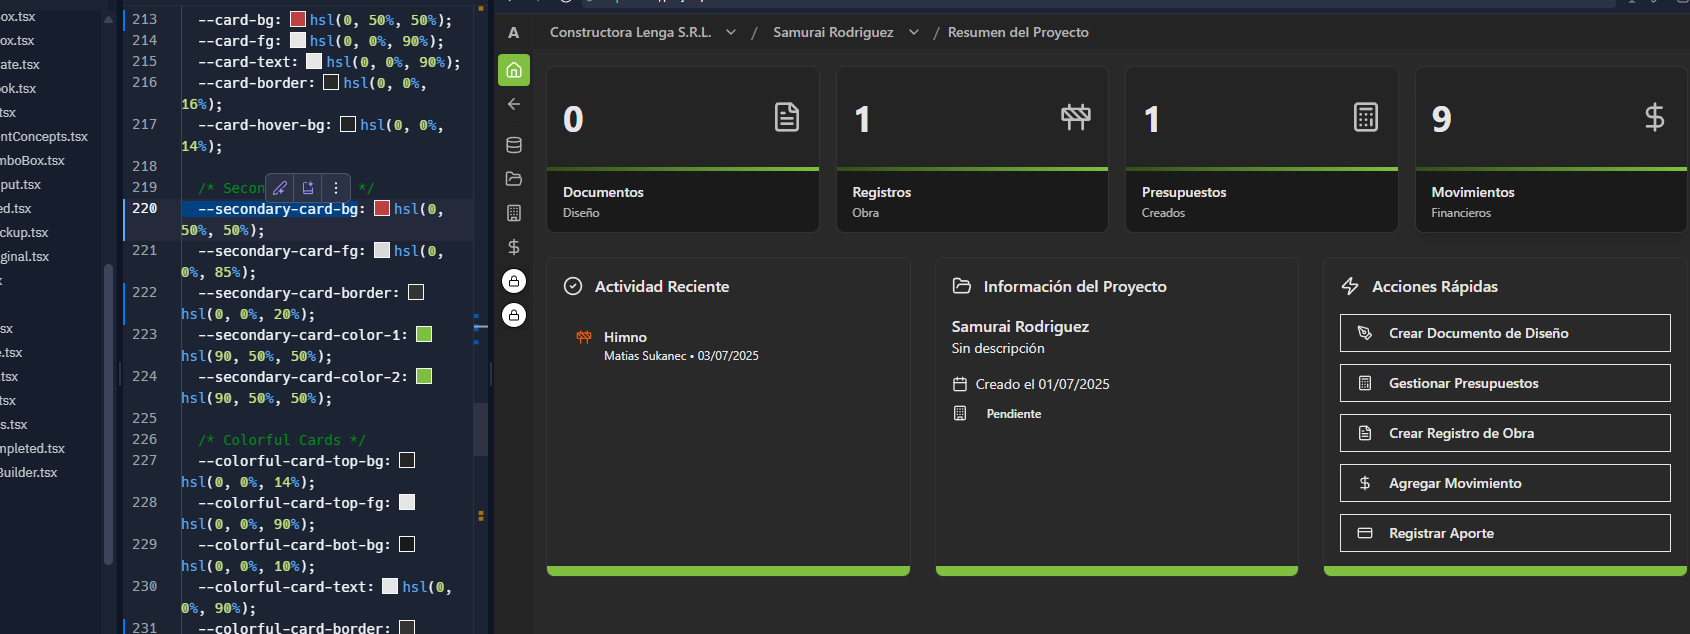 ox.tsx
ox.tsx
ate.tsx
ok.tsx
tsx
entConcepts.tsx
mboBox.tsx
put.tsx
ed.tsx
ckup.tsx
ginal.tsx
x
sx
e.tsx
.tsx
tsx
s.tsx
mpleted.tsx
Builder.tsx
213 --card-bg: hsl(0, 50%, 50%);
214 --card-fg: hsl(0, 0%, 90%);
215 --card-text: hsl(0, 0%, 90%);
216 --card-border: hsl(0, 0%,
16%);
217 --card-hover-bg: hsl(0, 0%,
14%);
218
219 /* Secon */
220 --secondary-card-bg: hsl(0,
50%, 50%);
221 --secondary-card-fg: hsl(0,
0%, 85%);
222 --secondary-card-border:
hsl(0, 0%, 20%);
223 --secondary-card-color-1:
hsl(90, 50%, 50%);
224 --secondary-card-color-2:
hsl(90, 50%, 50%);
225
226 /* Colorful Cards */
227 --colorful-card-top-bg:
hsl(0, 0%, 14%);
228 --colorful-card-top-fg:
hsl(0, 0%, 90%);
229 --colorful-card-bot-bg:
hsl(0, 0%, 10%);
230 --colorful-card-text: hsl(0,
0%, 90%);
231 --colorful-card-border:
A Constructora Lenga S.R.L. / Samurai Rodriguez / Resumen del Proyecto
0
Documentos
Diseño
1
Registros
Obra
1
Presupuestos
Creados
9
Movimientos
Financieros
Actividad Reciente
Himno
Matias Sukanec • 03/07/2025
Información del Proyecto
Samurai Rodriguez
Sin descripción
Creado el 01/07/2025
Pendiente
Acciones Rápidas
Crear Documento de Diseño
Gestionar Presupuestos
Crear Registro de Obra
Agregar Movimiento
Registrar Aporte